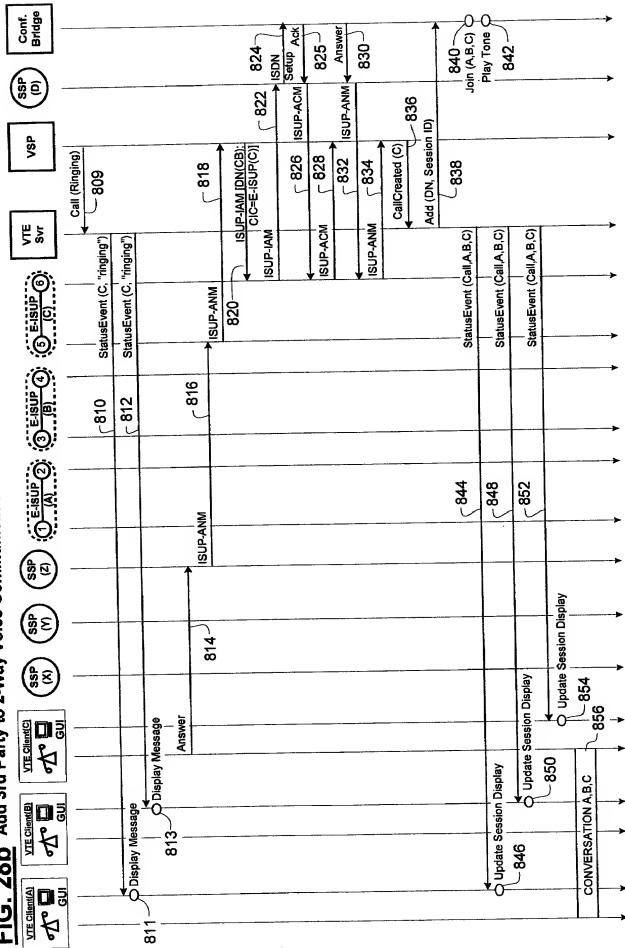 FIG. 28b Add 3rd Party to 2-Way Voice
VTE Client(A)
GUI
VTE Client(B)
GUI
VTE Client(C)
GUI
SSP
(X)
SSP
(Y)
SSP
(Z)
1 E-ISUP 2
(A)
3 E-ISUP 4
(B)
5 E-ISUP 6
(C)
VTE
Svr
VSP
SSP
(D)
Conf.
Bridge
Call (Ringing)
809
StatusEvent (C, "ringing")
810
Display Message
811
StatusEvent (C, "ringing")
812
Display Message
813
Answer
814
ISUP-ANM
816
ISUP-ANM
818
ISUP-IAM [DN(CB);
CIC=E-ISUP(C)]
820
ISUP-IAM
822
ISDN
Setup
824
Ack
825
ISUP-ACM
826
ISUP-ACM
828
Answer
830
ISUP-ANM
832
ISUP-ANM
834
CallCreated (C)
836
Add (DN, Session ID)
838
840
Join (A,B,C)
Play Tone
842
StatusEvent (Call,A,B,C)
844
Update Session Display
846
StatusEvent (Call,A,B,C)
848
Update Session Display
850
StatusEvent (Call,A,B,C)
852
Update Session Display
854
CONVERSATION A,B,C
856